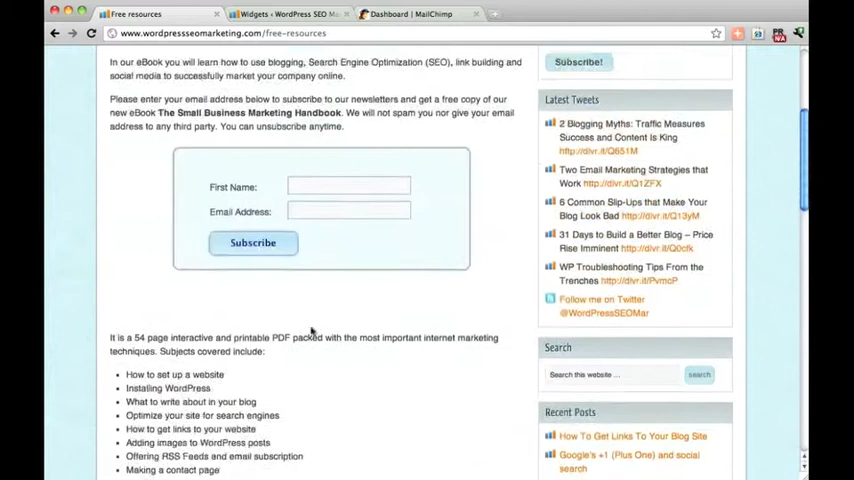 Free resources
Widgets ‹ WordPress SEO M
Dashboard | MailChimp
www.wordpressseomarketing.com/free-resources
In our eBook you will learn how to use blogging, Search Engine Optimization (SEO), link building and
social media to successfully market your company online.
Please enter your email address below to subscribe to our newsletters and get a free copy of our
new eBook The Small Business Marketing Handbook. We will not spam you nor give your email
address to any third party. You can unsubscribe anytime.
First Name:
Email Address:
Subscribe
It is a 54 page interactive and printable PDF packed with the most important internet marketing
techniques. Subjects covered include:
• How to set up a website
• Installing WordPress
• What to write about in your blog
• Optimize your site for search engines
• How to get links to your website
• Adding images to WordPress posts
• Offering RSS Feeds and email subscription
• Making a contact page
Subscribe!
Latest Tweets
2 Blogging Myths: Traffic Measures
Success and Content Is King
http://dlvr.it/Q651M
Two Email Marketing Strategies that
Work http://dlvr.it/Q1ZFX
6 Common Slip-Ups that Make Your
Blog Look Bad http://dlvr.it/Q13yM
31 Days to Build a Better Blog – Price
Rise Imminent http://dlvr.it/Q0cfk
WP Troubleshooting Tips From the
Trenches http://dlvr.it/PvmcP
Follow me on Twitter
@WordPressSEOMar
Search
Search this website ...
search
Recent Posts
How To Get Links To Your Blog Site
Google's +1 (Plus One) and social
search